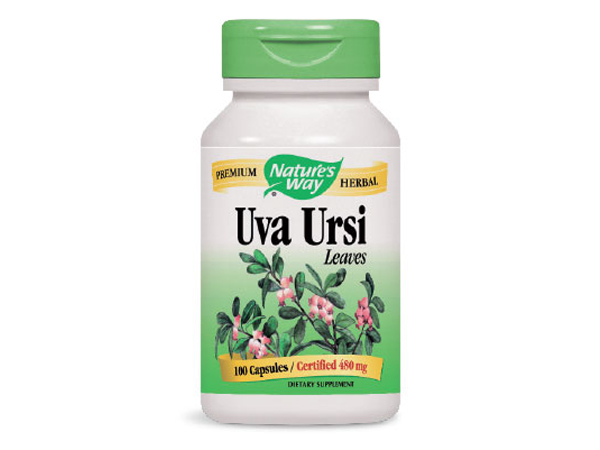 PREMIUM
Nature's
Way
®
HERBAL
Uva Ursi
Leaves
100 Capsules / Certified 480 mg
DIETARY SUPPLEMENT